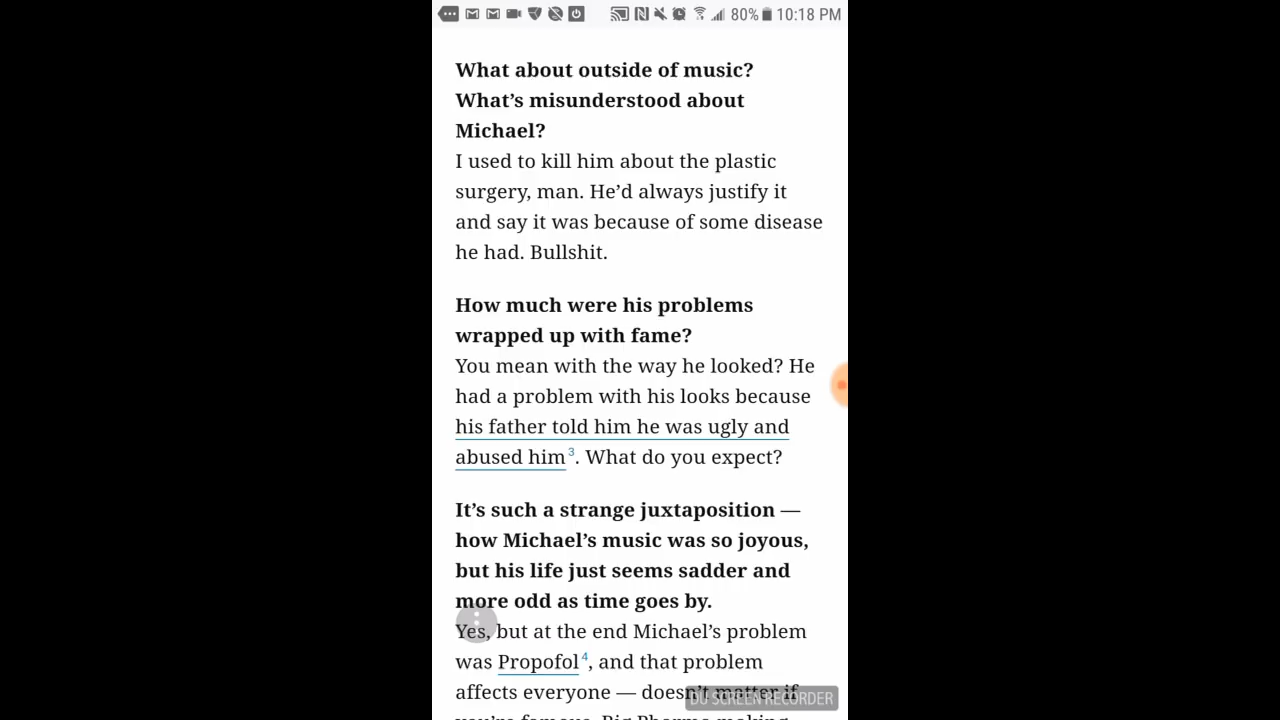 80% 10:18 PM
What about outside of music?
What’s misunderstood about
Michael?
I used to kill him about the plastic
surgery, man. He’d always justify it
and say it was because of some disease
he had. Bullshit.
How much were his problems
wrapped up with fame?
You mean with the way he looked? He
had a problem with his looks because
his father told him he was ugly and
abused him3. What do you expect?
It’s such a strange juxtaposition —
how Michael’s music was so joyous,
but his life just seems sadder and
more odd as time goes by.
Yes, but at the end Michael’s problem
was Propofol4, and that problem
affects everyone — doesn’t matter if
DU SCREEN RECORDER